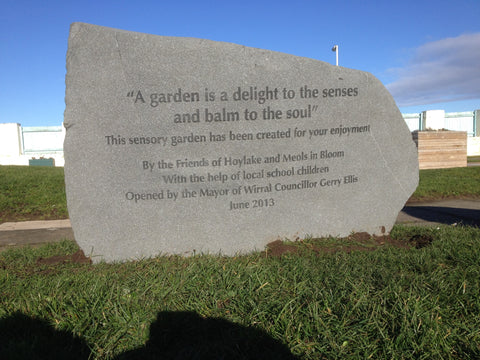 "A garden is a delight to the senses
and balm to the soul"
This sensory garden has been created for your enjoyment
By the Friends of Hoylake and Meols in Bloom
With the help of local school children
Opened by the Mayor of Wirral Councillor Gerry Ellis
June 2013